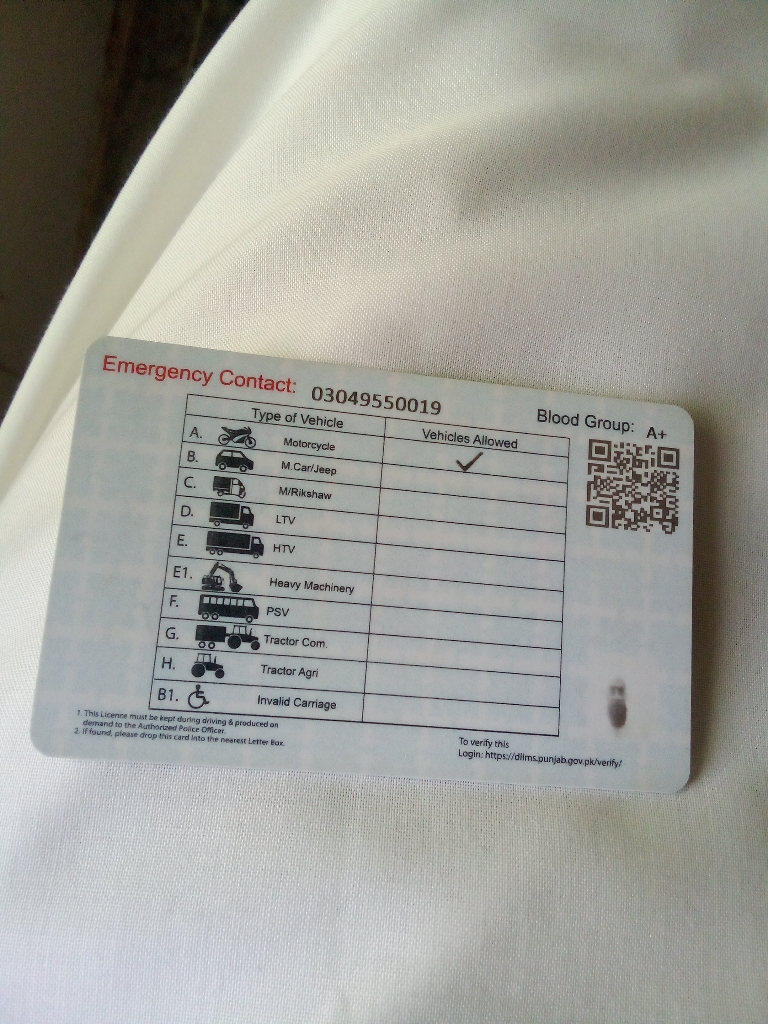 Emergency Contact: 03049550019
Blood Group: A+
Type of Vehicle Vehicles Allowed
A. Motorcycle ✓
B. M.Car/Jeep
C. M/Rikshaw
D. LTV
E. HTV
E1. Heavy Machinery
F. PSV
G. Tractor Com.
H. Tractor Agri
B1. Invalid Carriage
1. This Licence must be kept during driving & produced on
demand to the Authorized Police Officer.
2. If found, please drop this card into the nearest Letter Box.
To verify this
Login: https://dlims.punjab.gov.pk/verify/